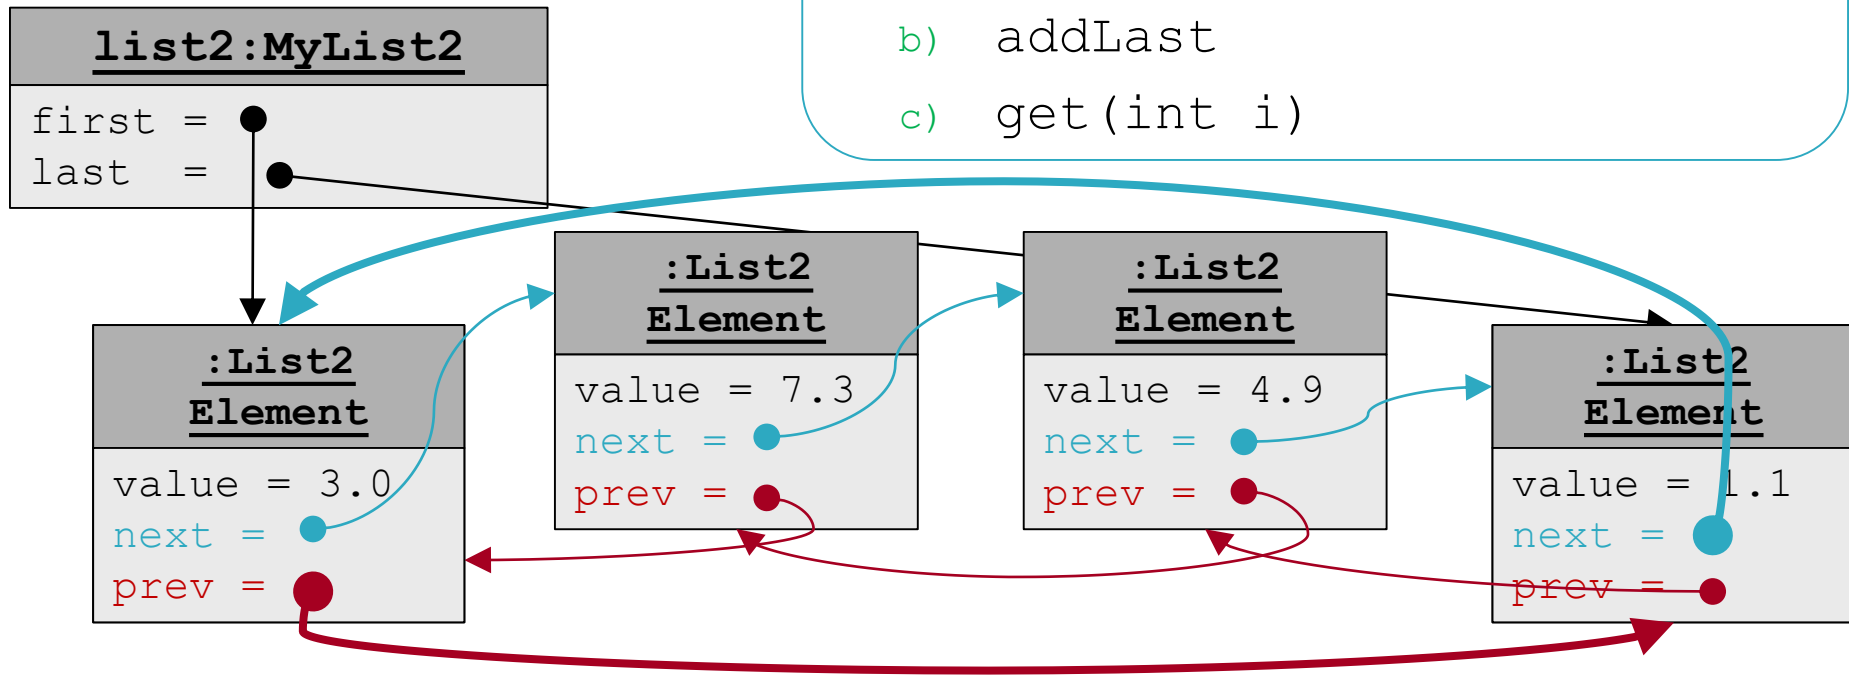 list2:MyList2
first =
last =
b) addLast
c) get(int i)
:List2
Element
value = 3.0
next =
prev =
:List2
Element
value = 7.3
next =
prev =
:List2
Element
value = 4.9
next =
prev =
:List2
Element
value = 1.1
next =
prev =